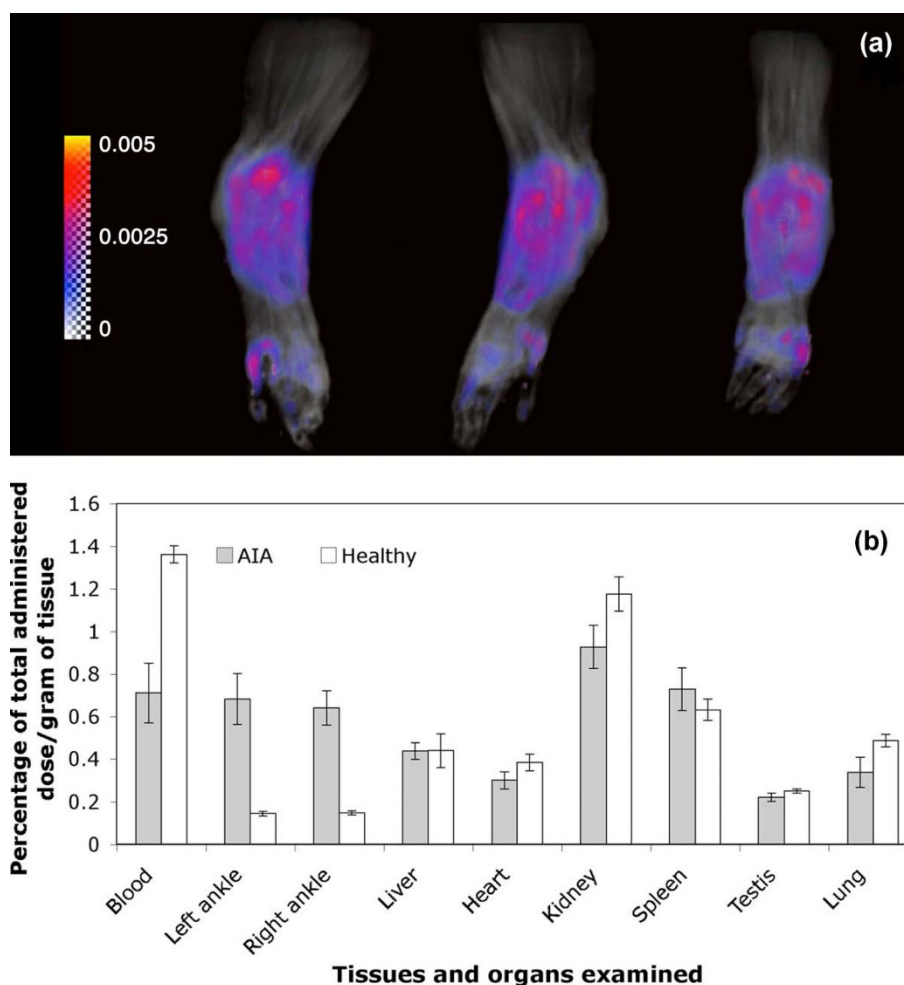 (a)
0.005
0.0025
0
Percentage of total administered
dose/gram of tissue
1.6
1.4
1.2
1
0.8
0.6
0.4
0.2
0
AIA
Healthy
(b)
Blood
Left ankle
Right ankle
Liver
Heart
Kidney
Spleen
Testis
Lung
Tissues and organs examined